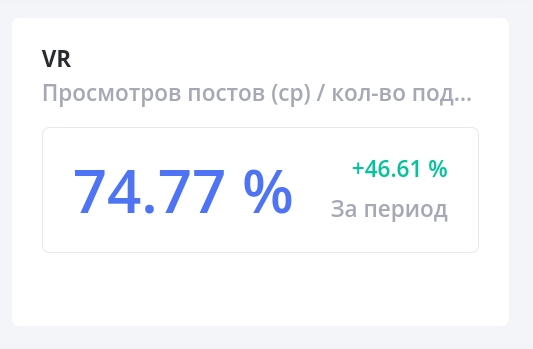 VR
Просмотров постов (ср) / кол-во под...
74.77 %
+46.61 %
За период